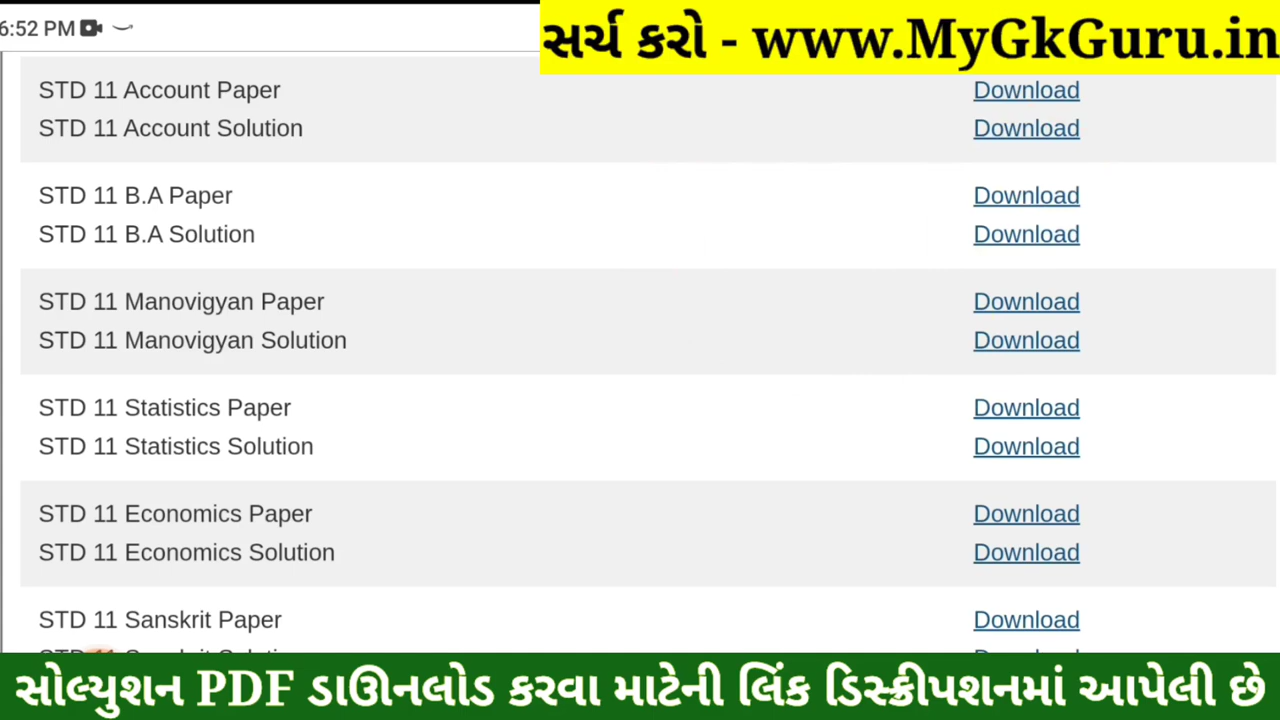 6:52 PM
સર્ચ કરો - www.MyGkGuru.in
STD 11 Account Paper Download
STD 11 Account Solution Download
STD 11 B.A Paper Download
STD 11 B.A Solution Download
STD 11 Manovigyan Paper Download
STD 11 Manovigyan Solution Download
STD 11 Statistics Paper Download
STD 11 Statistics Solution Download
STD 11 Economics Paper Download
STD 11 Economics Solution Download
STD 11 Sanskrit Paper Download
સોલ્યુશન PDF ડાઊનલોડ કરવા માટેની લિંક ડિસ્ક્રીપશનમાં આપેલી છે